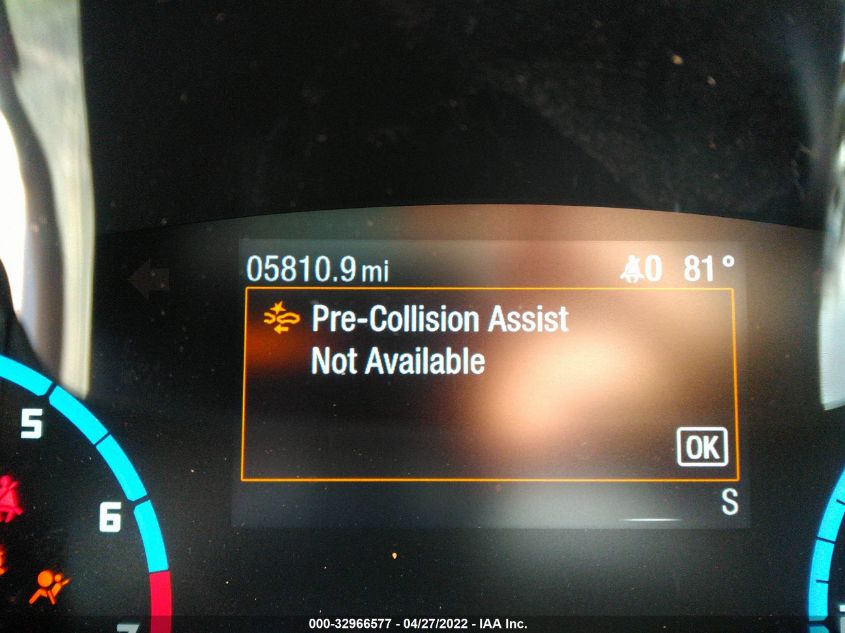 05810.9 mi
0 81°
Pre-Collision Assist
Not Available
OK
S
5
6
7
000-32966577 - 04/27/2022 - IAA Inc.